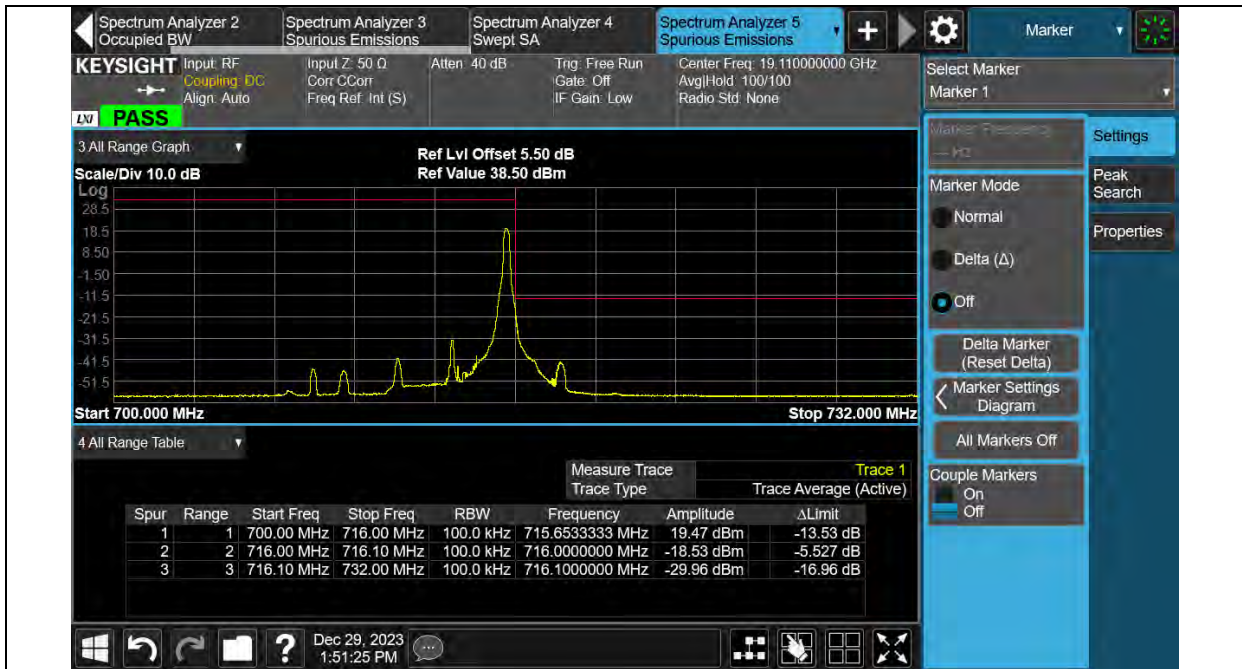 Spectrum Analyzer 2
Occupied BW
Spectrum Analyzer 3
Spurious Emissions
Spectrum Analyzer 4
Swept SA
Spectrum Analyzer 5
Spurious Emissions
+
Marker
KEYSIGHT
Input: RF
Coupling: DC
Align: Auto
Input Z: 50 Ω
Corr CCorr
Freq Ref: Int (S)
Atten: 40 dB
Trig: Free Run
Gate: Off
IF Gain: Low
Center Freq: 19.110000000 GHz
Avg|Hold: 100/100
Radio Std: None
LXI
PASS
3 All Range Graph
Scale/Div 10.0 dB
Ref Lvl Offset 5.50 dB
Ref Value 38.50 dBm
Log
28.5
18.5
8.50
-1.50
-11.5
-21.5
-31.5
-41.5
-51.5
Start 700.000 MHz
Stop 732.000 MHz
4 All Range Table
Measure Trace Trace 1
Trace Type Trace Average (Active)
Spur Range Start Freq Stop Freq RBW Frequency Amplitude ΔLimit
1 1 700.00 MHz 716.00 MHz 100.0 kHz 715.6533333 MHz 19.47 dBm -13.53 dB
2 2 716.00 MHz 716.10 MHz 100.0 kHz 716.0000000 MHz -18.53 dBm -5.527 dB
3 3 716.10 MHz 732.00 MHz 100.0 kHz 716.1000000 MHz -29.96 dBm -16.96 dB
Select Marker
Marker 1
Marker Frequency
--- Hz
Marker Mode
Normal
Delta (Δ)
Off
Delta Marker
(Reset Delta)
Marker Settings
Diagram
All Markers Off
Couple Markers
On
Off
Settings
Peak
Search
Properties
?
Dec 29, 2023
1:51:25 PM